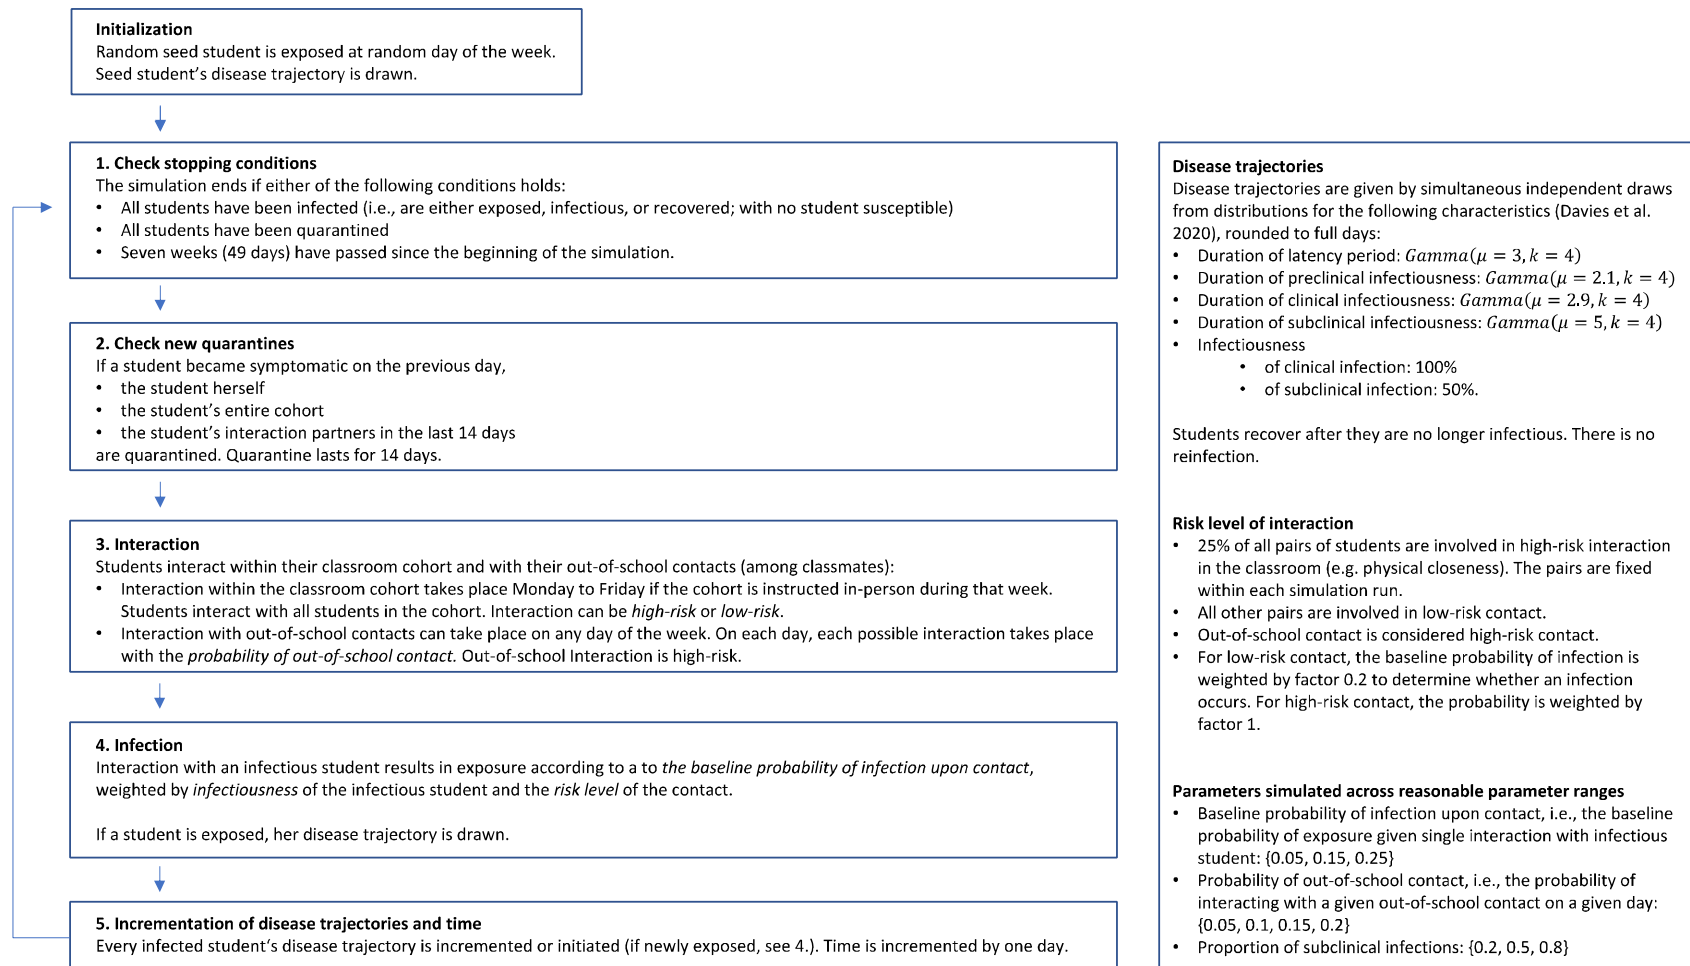 Initialization
Random seed student is exposed at random day of the week.
Seed student's disease trajectory is drawn.
1. Check stopping conditions
The simulation ends if either of the following conditions holds:
• All students have been infected (i.e., are either exposed, infectious, or recovered; with no student susceptible)
• All students have been quarantined
• Seven weeks (49 days) have passed since the beginning of the simulation.
2. Check new quarantines
If a student became symptomatic on the previous day,
• the student herself
• the student's entire cohort
• the student's interaction partners in the last 14 days
are quarantined. Quarantine lasts for 14 days.
3. Interaction
Students interact within their classroom cohort and with their out-of-school contacts (among classmates):
• Interaction within the classroom cohort takes place Monday to Friday if the cohort is instructed in-person during that week.
Students interact with all students in the cohort. Interaction can be high-risk or low-risk.
• Interaction with out-of-school contacts can take place on any day of the week. On each day, each possible interaction takes place
with the probability of out-of-school contact. Out-of-school Interaction is high-risk.
4. Infection
Interaction with an infectious student results in exposure according to a to the baseline probability of infection upon contact,
weighted by infectiousness of the infectious student and the risk level of the contact.
If a student is exposed, her disease trajectory is drawn.
5. Incrementation of disease trajectories and time
Every infected student's disease trajectory is incremented or initiated (if newly exposed, see 4.). Time is incremented by one day.
Disease trajectories
Disease trajectories are given by simultaneous independent draws
from distributions for the following characteristics (Davies et al.
2020), rounded to full days:
• Duration of latency period: Gamma(μ = 3, k = 4)
• Duration of preclinical infectiousness: Gamma(μ = 2.1, k = 4)
• Duration of clinical infectiousness: Gamma(μ = 2.9, k = 4)
• Duration of subclinical infectiousness: Gamma(μ = 5, k = 4)
• Infectiousness
• of clinical infection: 100%
• of subclinical infection: 50%.
Students recover after they are no longer infectious. There is no
reinfection.
Risk level of interaction
• 25% of all pairs of students are involved in high-risk interaction
in the classroom (e.g. physical closeness). The pairs are fixed
within each simulation run.
• All other pairs are involved in low-risk contact.
• Out-of-school contact is considered high-risk contact.
• For low-risk contact, the baseline probability of infection is
weighted by factor 0.2 to determine whether an infection
occurs. For high-risk contact, the probability is weighted by
factor 1.
Parameters simulated across reasonable parameter ranges
• Baseline probability of infection upon contact, i.e., the baseline
probability of exposure given single interaction with infectious
student: {0.05, 0.15, 0.25}
• Probability of out-of-school contact, i.e., the probability of
interacting with a given out-of-school contact on a given day:
{0.05, 0.1, 0.15, 0.2}
• Proportion of subclinical infections: {0.2, 0.5, 0.8}